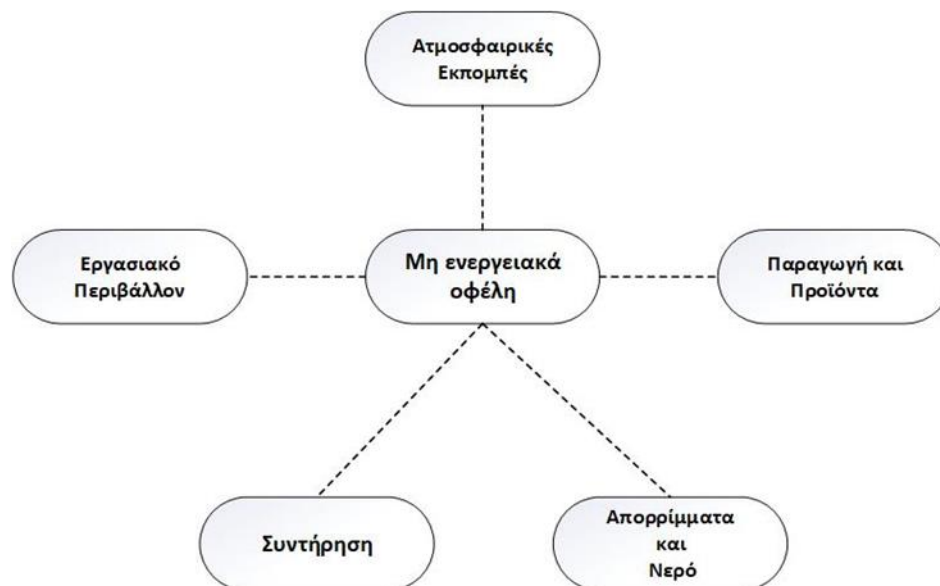 Ατμοσφαιρικές
Εκπομπές
Εργασιακό
Περιβάλλον
Μη ενεργειακά
οφέλη
Παραγωγή και
Προϊόντα
Συντήρηση
Απορρίμματα
και
Νερό